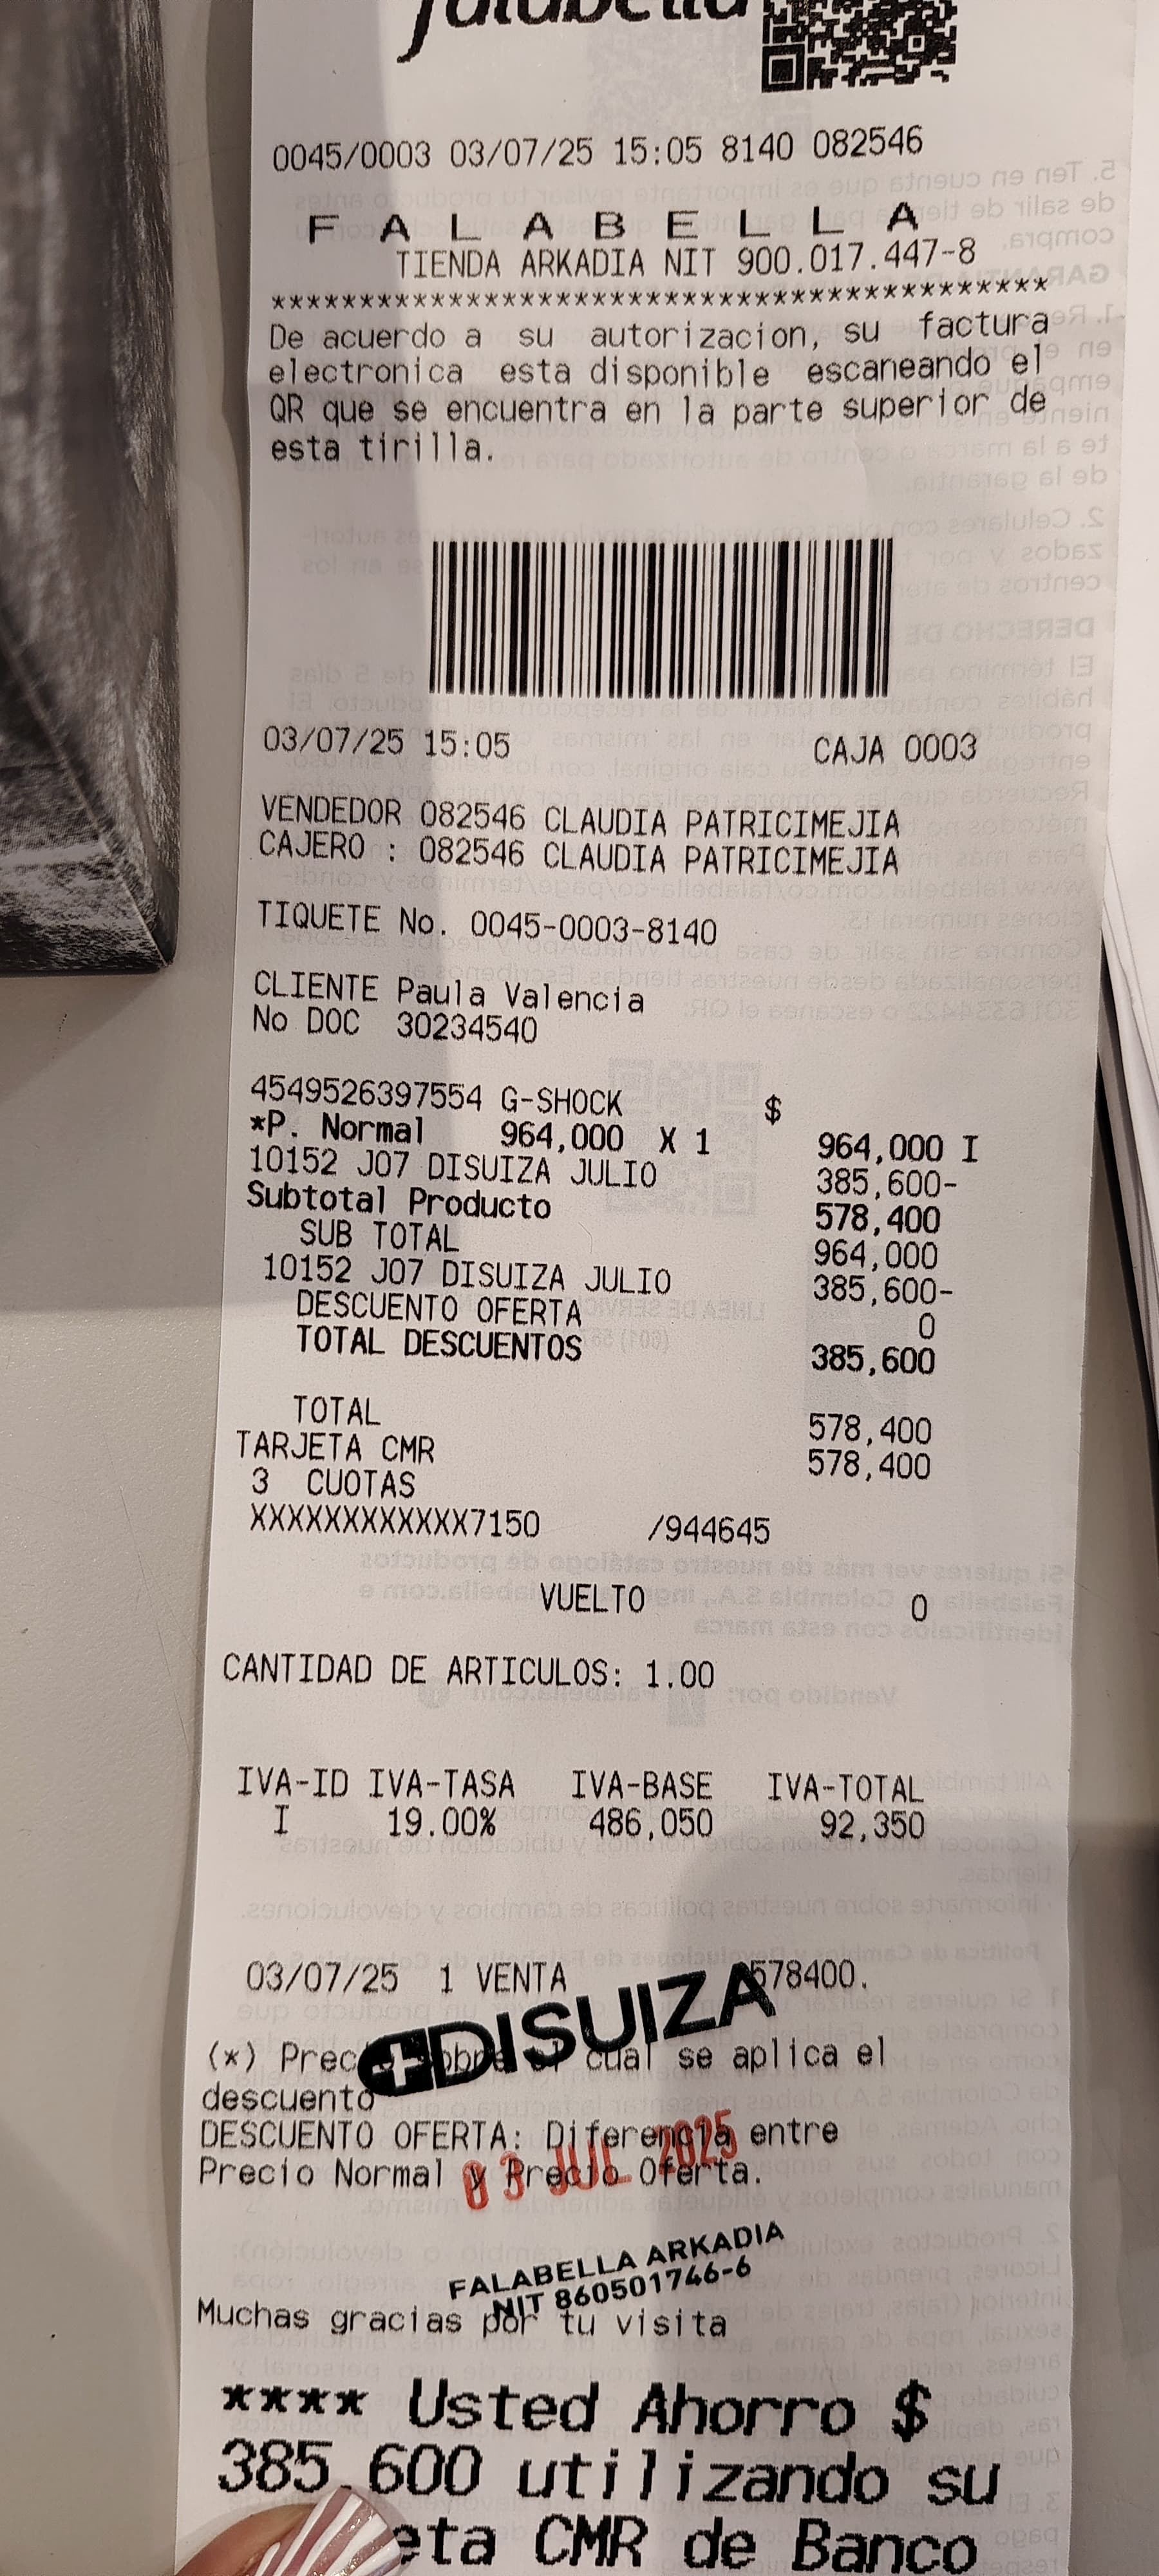 falabella
0045/0003 03/07/25 15:05 8140 082546
F A L A B E L L A
TIENDA ARKADIA NIT 900.017.447-8
********************************************
De acuerdo a su autorizacion, su factura
electronica esta disponible escaneando el
QR que se encuentra en la parte superior de
esta tirilla.
03/07/25 15:05 CAJA 0003
VENDEDOR 082546 CLAUDIA PATRICIMEJIA
CAJERO : 082546 CLAUDIA PATRICIMEJIA
TIQUETE No. 0045-0003-8140
CLIENTE Paula Valencia
No DOC 30234540
4549526397554 G-SHOCK $
*P. Normal 964,000 X 1 964,000 I
10152 J07 DISUIZA JULIO 385,600-
Subtotal Producto 578,400
SUB TOTAL 964,000
10152 J07 DISUIZA JULIO 385,600-
DESCUENTO OFERTA 0
TOTAL DESCUENTOS 385,600
TOTAL 578,400
TARJETA CMR 578,400
3 CUOTAS
XXXXXXXXXXXX7150 /944645
VUELTO 0
CANTIDAD DE ARTICULOS: 1.00
IVA-ID IVA-TASA IVA-BASE IVA-TOTAL
I 19.00% 486,050 92,350
03/07/25 1 VENTA 578400.
DISUIZA
(*) Precio sobre el cual se aplica el
descuento
DESCUENTO OFERTA: Diferencia entre
Precio Normal y Precio Oferta.
03 JUL 2025
FALABELLA ARKADIA
NIT 860501746-6
Muchas gracias por tu visita
**** Usted Ahorro $
385.600 utilizando su
eta CMR de Banco